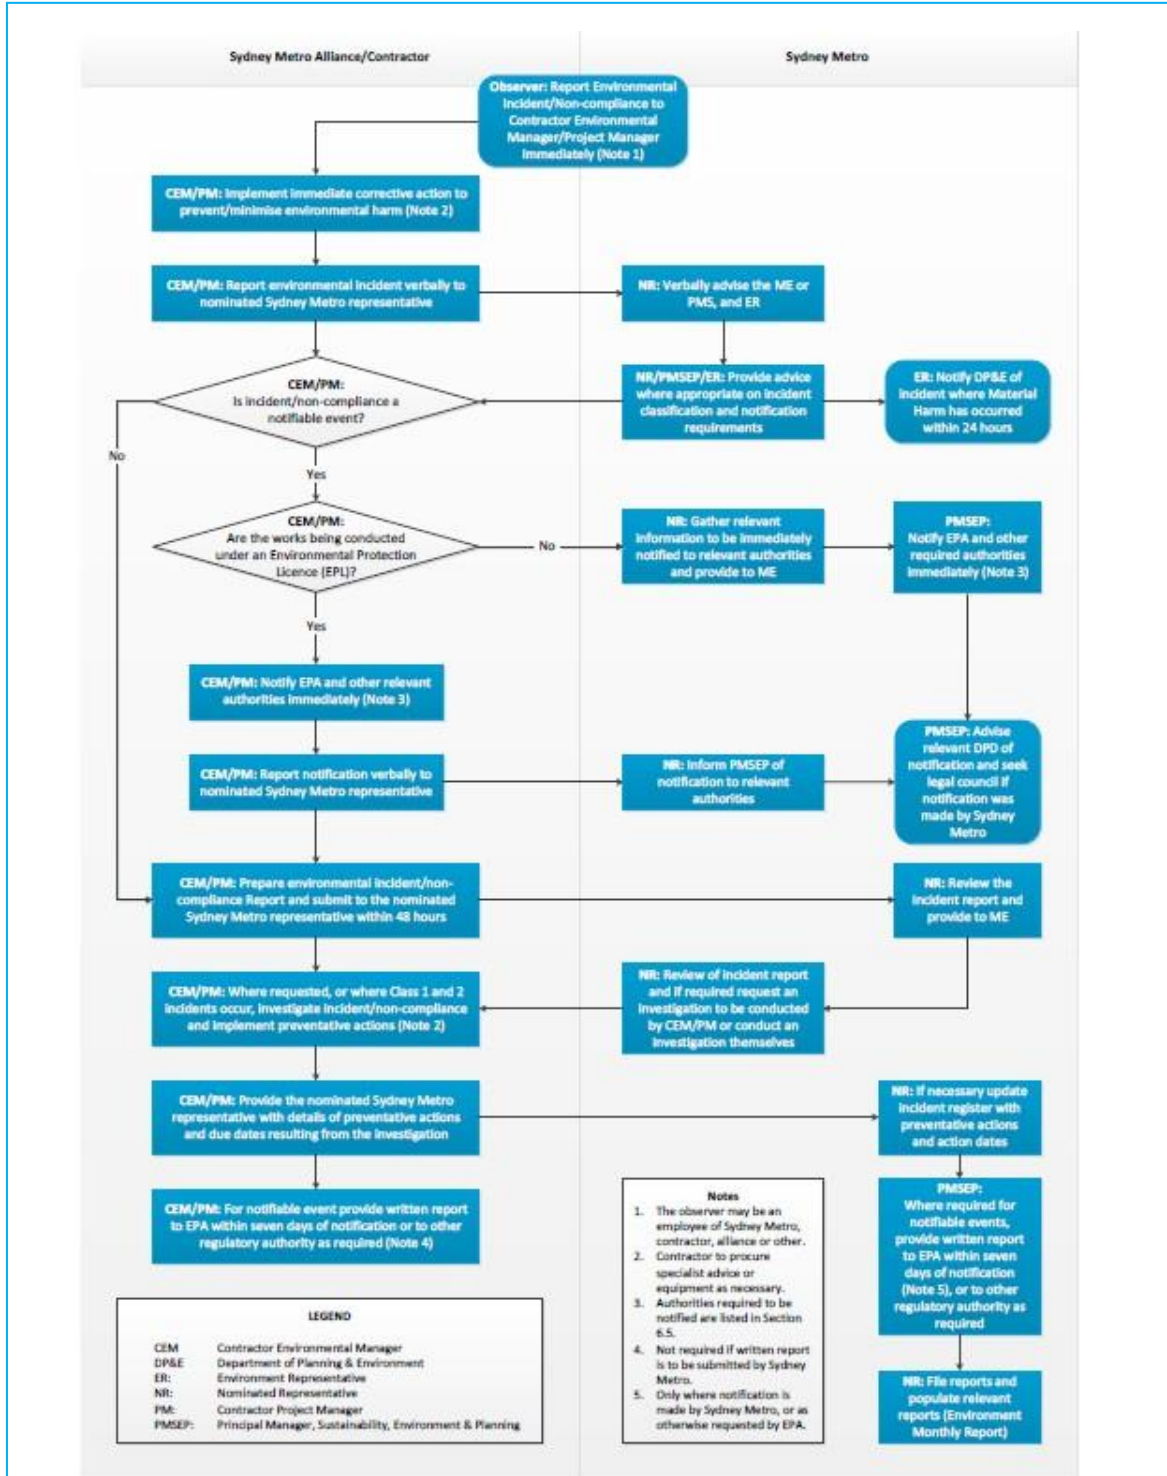 Sydney Metro Alliance/Contractor
Sydney Metro
Observer: Report Environmental
Incident/Non-compliance to
Contractor Environmental
Manager/Project Manager
Immediately (Note 1)
CEM/PM: Implement immediate corrective action to
prevent/minimise environmental harm (Note 2)
CEM/PM: Report environmental incident verbally to
nominated Sydney Metro representative
NR: Verbally advise the ME or
PMS, and ER
CEM/PM:
Is incident/non-compliance a
notifiable event?
NR/PMSEP/ER: Provide advice
where appropriate on incident
classification and notification
requirements
ER: Notify DP&E of
incident where Material
Harm has occurred
within 24 hours
No
Yes
CEM/PM:
Are the works being conducted
under an Environmental Protection
Licence (EPL)?
No
NR: Gather relevant
information to be immediately
notified to relevant authorities
and provide to ME
PMSEP:
Notify EPA and other
required authorities
immediately (Note 3)
Yes
CEM/PM: Notify EPA and other relevant
authorities immediately (Note 3)
CEM/PM: Report notification verbally to
nominated Sydney Metro representative
NR: Inform PMSEP of
notification to relevant
authorities
PMSEP: Advise
relevant DPD of
notification and seek
legal council if
notification was
made by Sydney
Metro
CEM/PM: Prepare environmental incident/non-
compliance Report and submit to the nominated
Sydney Metro representative within 48 hours
NR: Review the
incident report and
provide to ME
CEM/PM: Where requested, or where Class 1 and 2
incidents occur, investigate incident/non-compliance
and implement preventative actions (Note 2)
NR: Review of incident report
and if required request an
investigation to be conducted
by CEM/PM or conduct an
investigation themselves
CEM/PM: Provide the nominated Sydney Metro
representative with details of preventative actions
and due dates resulting from the investigation
NR: If necessary update
incident register with
preventative actions
and action dates
CEM/PM: For notifiable event provide written report
to EPA within seven days of notification or to other
regulatory authority as required (Note 4)
PMSEP:
Where required for
notifiable events,
provide written report
to EPA within seven
days of notification
(Note 5), or to other
regulatory authority as
required
NR: File reports and
populate relevant
reports (Environment
Monthly Report)
Notes
1. The observer may be an
employee of Sydney Metro,
contractor, alliance or other.
2. Contractor to procure
specialist advice or
equipment as necessary.
3. Authorities required to be
notified are listed in Section
6.5.
4. Not required if written report
is to be submitted by Sydney
Metro.
5. Only where notification is
made by Sydney Metro, or as
otherwise requested by EPA.
LEGEND
CEM Contractor Environmental Manager
DP&E Department of Planning & Environment
ER: Environment Representative
NR: Nominated Representative
PM: Contractor Project Manager
PMSEP: Principal Manager, Sustainability, Environment & Planning